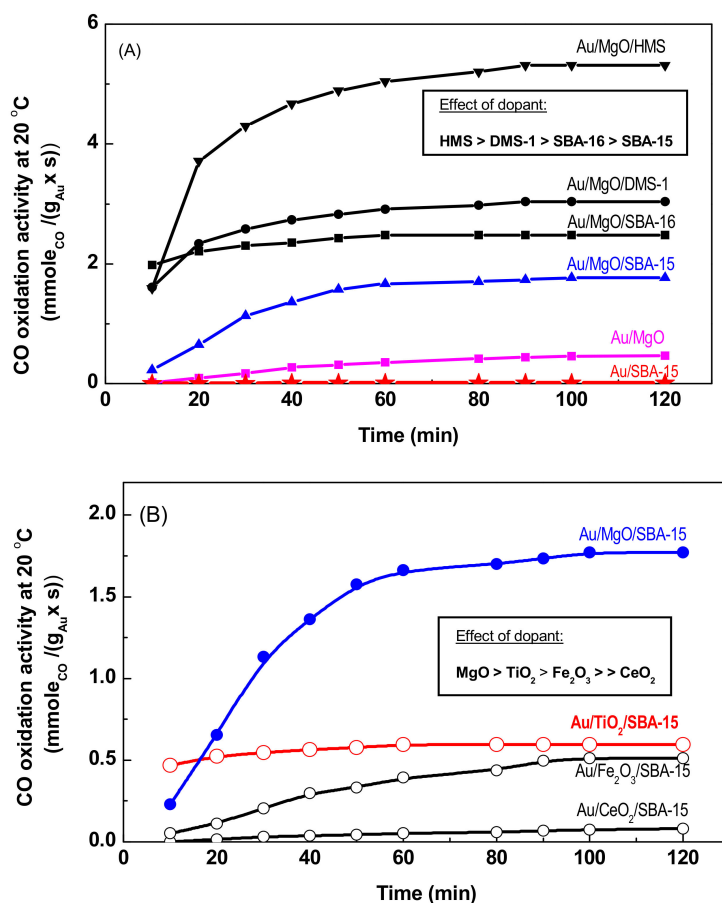 (A)
6
4
2
0
CO oxidation activity at 20 °C
(mmole_CO /(g_Au x s))
Au/MgO/HMS
Effect of dopant:
HMS > DMS-1 > SBA-16 > SBA-15
Au/MgO/DMS-1
Au/MgO/SBA-16
Au/MgO/SBA-15
Au/MgO
Au/SBA-15
0 20 40 60 80 100 120
Time (min)
(B)
2.0
1.5
1.0
0.5
0.0
CO oxidation activity at 20 °C
(mmole_CO /(g_Au x s))
Au/MgO/SBA-15
Effect of dopant:
MgO > TiO₂ > Fe₂O₃ > > CeO₂
Au/TiO₂/SBA-15
Au/Fe₂O₃/SBA-15
Au/CeO₂/SBA-15
0 20 40 60 80 100 120
Time (min)